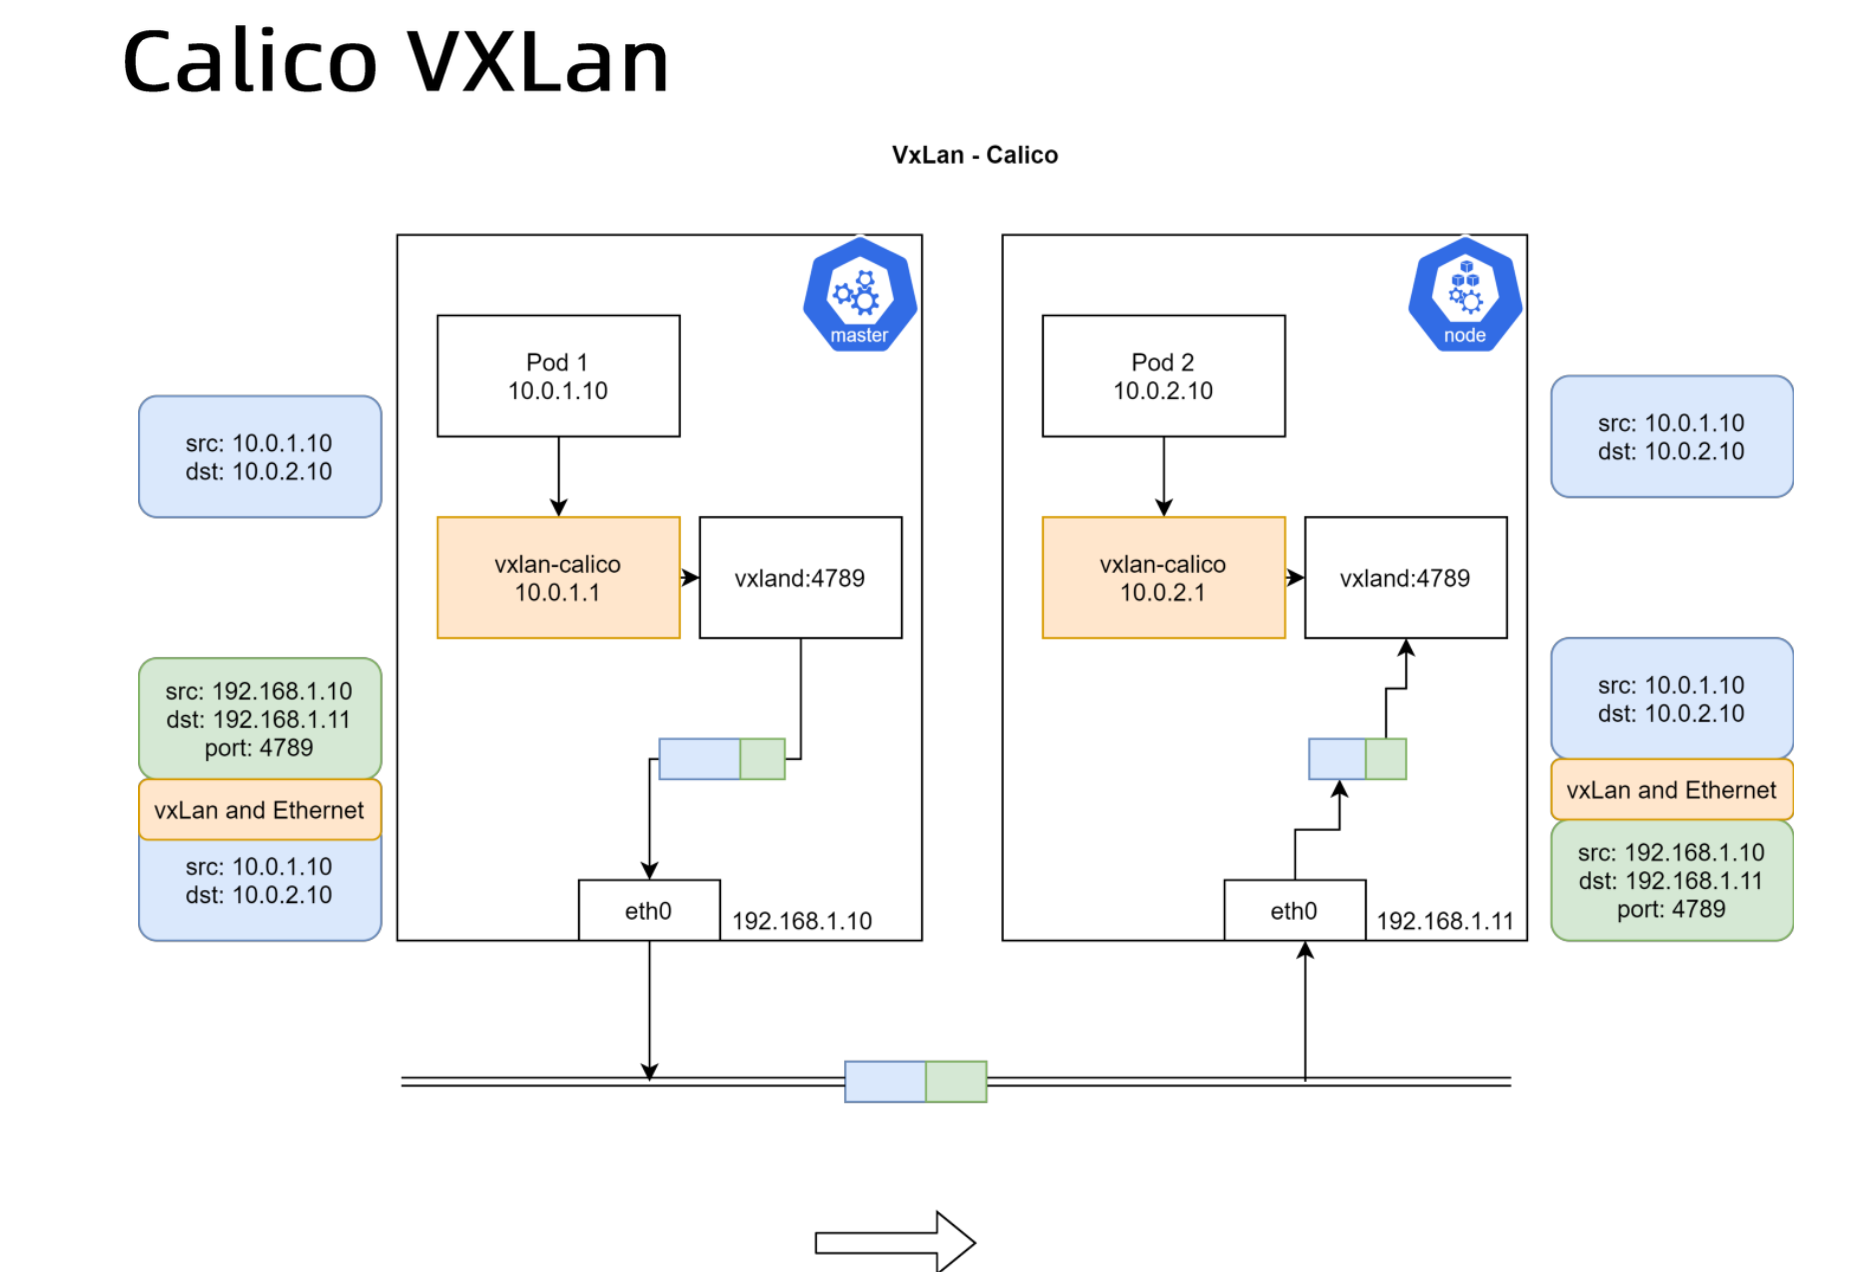 Calico VXLan
VxLan - Calico
master
node
Pod 1
10.0.1.10
Pod 2
10.0.2.10
src: 10.0.1.10
dst: 10.0.2.10
src: 10.0.1.10
dst: 10.0.2.10
vxlan-calico
10.0.1.1
vxland:4789
vxlan-calico
10.0.2.1
vxland:4789
src: 192.168.1.10
dst: 192.168.1.11
port: 4789
vxLan and Ethernet
src: 10.0.1.10
dst: 10.0.2.10
src: 10.0.1.10
dst: 10.0.2.10
vxLan and Ethernet
src: 192.168.1.10
dst: 192.168.1.11
port: 4789
eth0
192.168.1.10
eth0
192.168.1.11